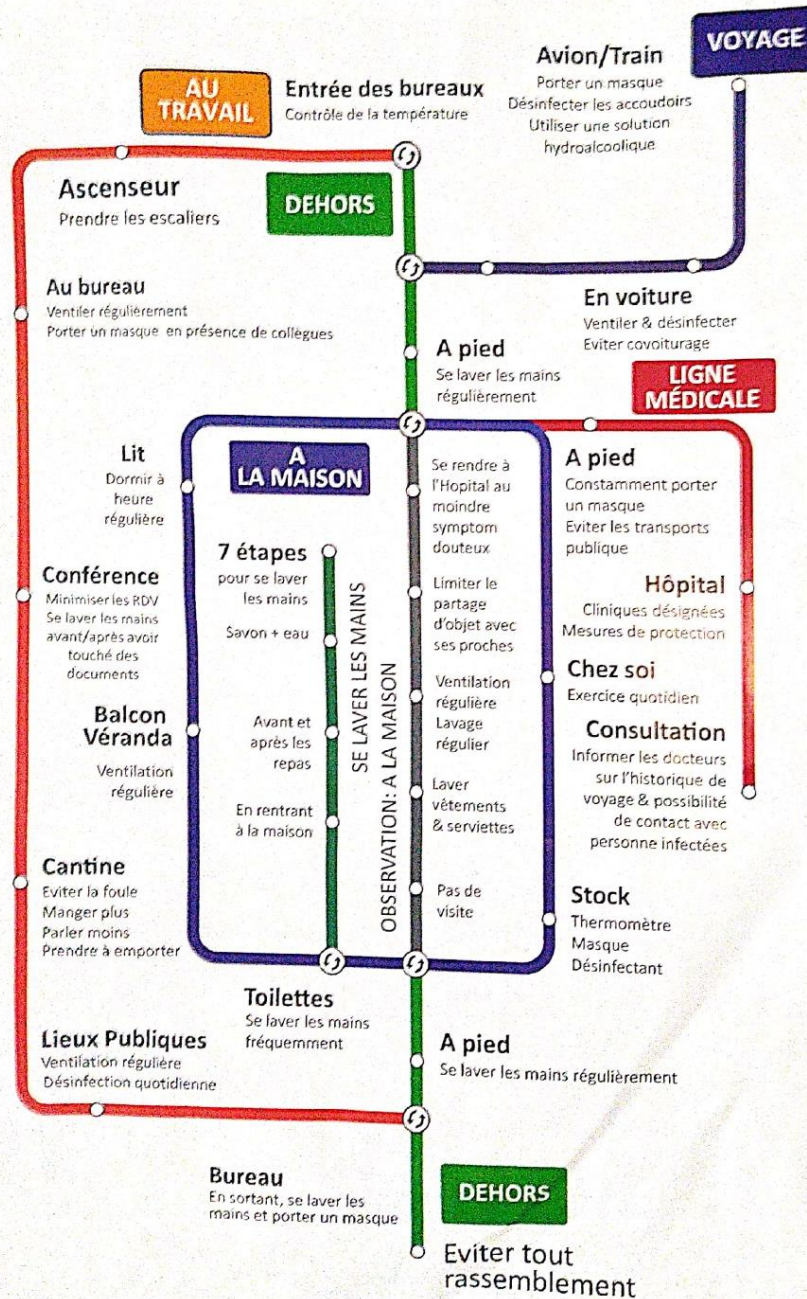 VOYAGE
Avion/Train
Porter un masque
Désinfecter les accoudoirs
Utiliser une solution
hydroalcoolique
AU
TRAVAIL
Entrée des bureaux
Contrôle de la température
Ascenseur
Prendre les escaliers
DEHORS
Au bureau
Ventiler régulièrement
Porter un masque en présence de collègues
En voiture
Ventiler & désinfecter
Eviter covoiturage
A pied
Se laver les mains
régulièrement
LIGNE
MÉDICALE
Lit
Dormir à
heure
régulière
A
LA MAISON
Se rendre à
l'Hopital au
moindre
symptom
douteux
A pied
Constamment porter
un masque
Eviter les transports
publique
7 étapes
pour se laver
les mains
Savon + eau
Avant et
après les
repas
En rentrant
à la maison
SE LAVER LES MAINS
OBSERVATION: A LA MAISON
Limiter le
partage
d'objet avec
ses proches
Ventilation
régulière
Lavage
régulier
Laver
vêtements
& serviettes
Pas de
visite
Hôpital
Cliniques désignées
Mesures de protection
Chez soi
Exercice quotidien
Consultation
Informer les docteurs
sur l'historique de
voyage & possibilité
de contact avec
personne infectées
Conférence
Minimiser les RDV
Se laver les mains
avant/après avoir
touché des
documents
Balcon
Véranda
Ventilation
régulière
Cantine
Eviter la foule
Manger plus
Parler moins
Prendre à emporter
Stock
Thermomètre
Masque
Désinfectant
Toilettes
Se laver les mains
fréquemment
Lieux Publiques
Ventilation régulière
Désinfection quotidienne
A pied
Se laver les mains régulièrement
Bureau
En sortant, se laver les
mains et porter un masque
DEHORS
Eviter tout
rassemblement